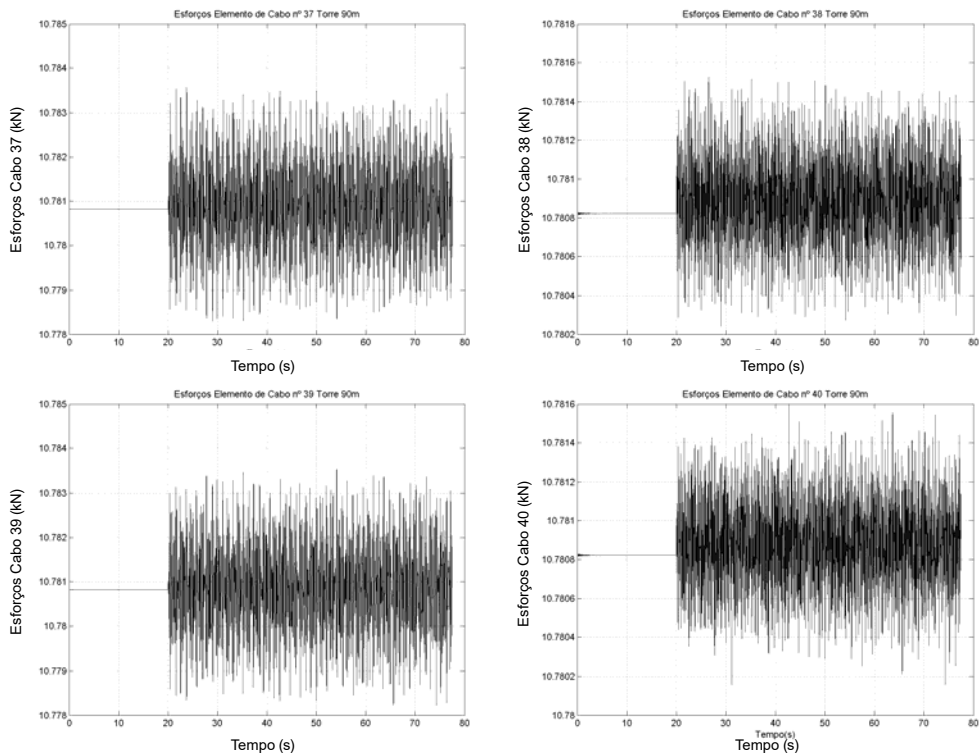 Esforços Elemento de Cabo nº 37 Torre 90m
Esforços Cabo 37 (kN)
10.785
10.784
10.783
10.782
10.781
10.78
10.779
10.778
0 10 20 30 40 50 60 70 80
Tempo (s)
Esforços Elemento de Cabo nº 38 Torre 90m
Esforços Cabo 38 (kN)
10.7818
10.7816
10.7814
10.7812
10.781
10.7808
10.7806
10.7804
10.7802
0 10 20 30 40 50 60 70 80
Tempo (s)
Esforços Elemento de Cabo nº 39 Torre 90m
Esforços Cabo 39 (kN)
10.785
10.784
10.783
10.782
10.781
10.78
10.779
10.778
0 10 20 30 40 50 60 70 80
Tempo (s)
Esforços Elemento de Cabo nº 40 Torre 90m
Esforços Cabo 40 (kN)
10.7816
10.7814
10.7812
10.781
10.7808
10.7806
10.7804
10.7802
10.78
0 10 20 30 40 50 60 70 80
Tempo(s)
Tempo (s)